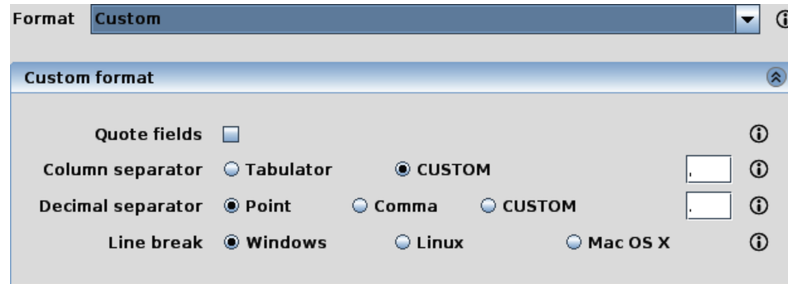 Format Custom
Custom format
Quote fields
Column separator Tabulator CUSTOM ,
Decimal separator Point Comma CUSTOM .
Line break Windows Linux Mac OS X